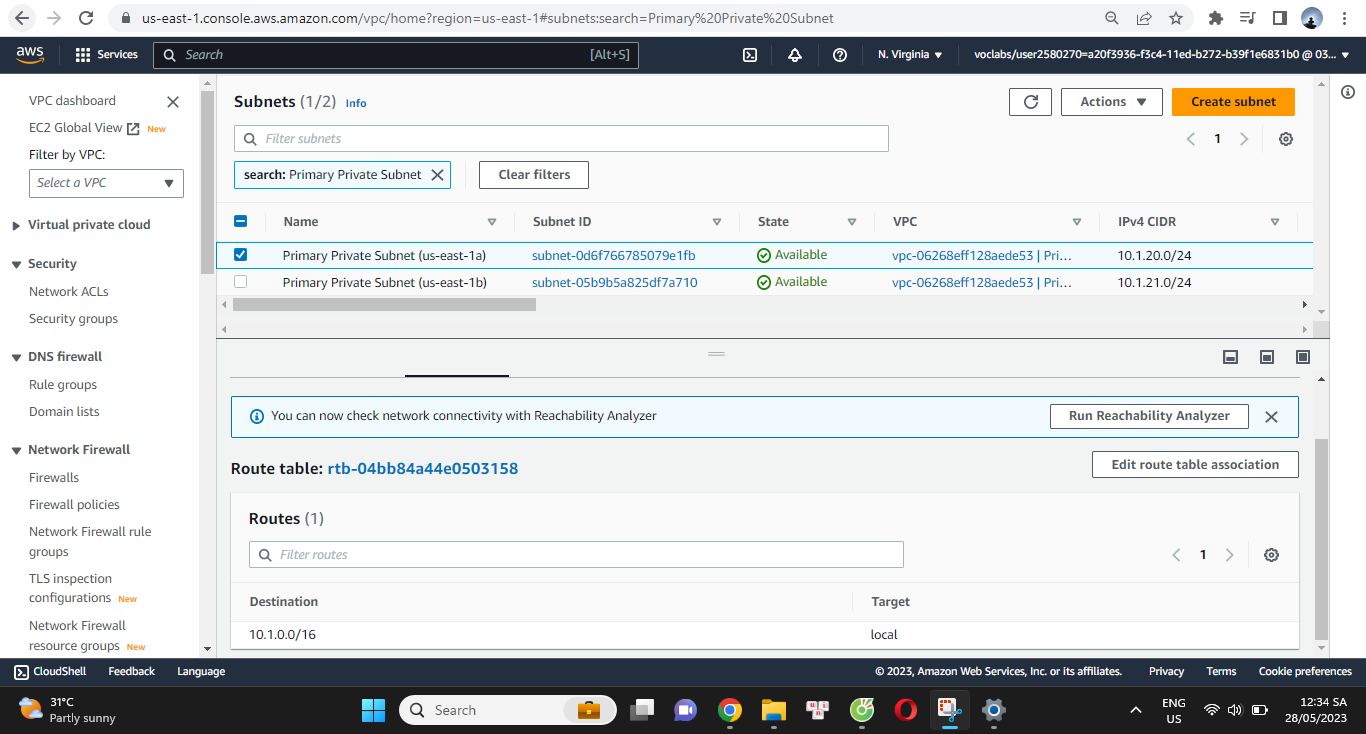 us-east-1.console.aws.amazon.com/vpc/home?region=us-east-1#subnets:search=Primary%20Private%20Subnet
aws
Services
Search
[Alt+S]
N. Virginia
voclabs/user2580270=a20f3936-f3c4-11ed-b272-b39f1e6831b0 @ 03...
VPC dashboard
EC2 Global View New
Filter by VPC:
Select a VPC
Virtual private cloud
Security
Network ACLs
Security groups
DNS firewall
Rule groups
Domain lists
Network Firewall
Firewalls
Firewall policies
Network Firewall rule
groups
TLS inspection
configurations New
Network Firewall
resource groups New
Subnets (1/2) Info
Actions
Create subnet
Filter subnets
1
search: Primary Private Subnet
Clear filters
Name Subnet ID State VPC IPv4 CIDR
Primary Private Subnet (us-east-1a) subnet-0d6f766785079e1fb Available vpc-06268eff128aede53 | Pri... 10.1.20.0/24
Primary Private Subnet (us-east-1b) subnet-05b9b5a825df7a710 Available vpc-06268eff128aede53 | Pri... 10.1.21.0/24
You can now check network connectivity with Reachability Analyzer
Run Reachability Analyzer
Route table: rtb-04bb84a44e0503158
Edit route table association
Routes (1)
Filter routes
1
Destination Target
10.1.0.0/16 local
CloudShell Feedback Language
© 2023, Amazon Web Services, Inc. or its affiliates. Privacy Terms Cookie preferences
31°C
Partly sunny
Search
ENG
US
12:34 SA
28/05/2023